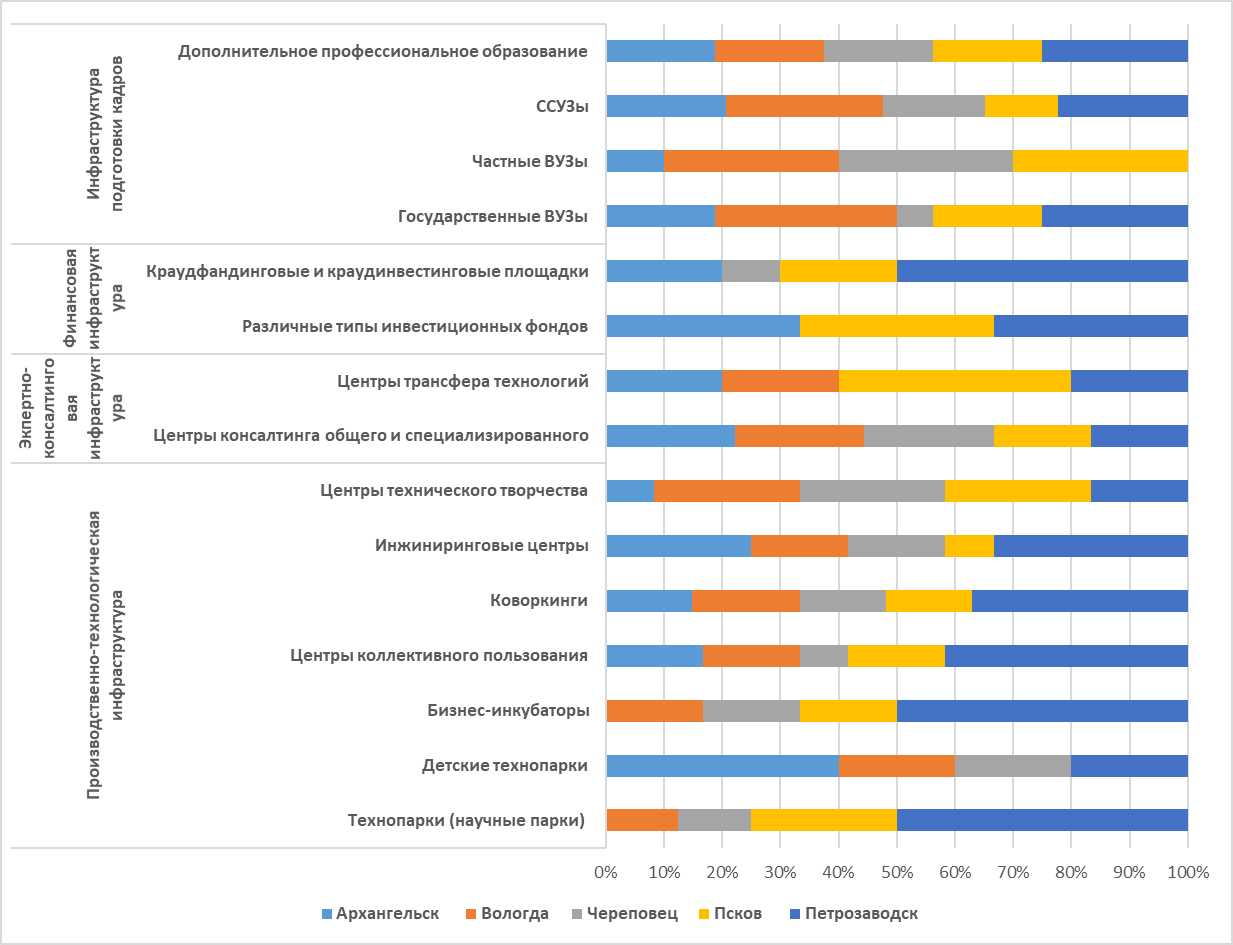 Инфраструктура
подготовки кадров
Дополнительное профессиональное образование
ССУЗы
Частные ВУЗы
Государственные ВУЗы
Финансовая
инфраструкт
ура
Краудфандинговые и краудинвестинговые площадки
Различные типы инвестиционных фондов
Экпертно-
консалтинго
вая
инфраструкт
ура
Центры трансфера технологий
Центры консалтинга общего и специализированного
Производственно-технологическая
инфраструктура
Центры технического творчества
Инжиниринговые центры
Коворкинги
Центры коллективного пользования
Бизнес-инкубаторы
Детские технопарки
Технопарки (научные парки)
0% 10% 20% 30% 40% 50% 60% 70% 80% 90% 100%
Архангельск Вологда Череповец Псков Петрозаводск